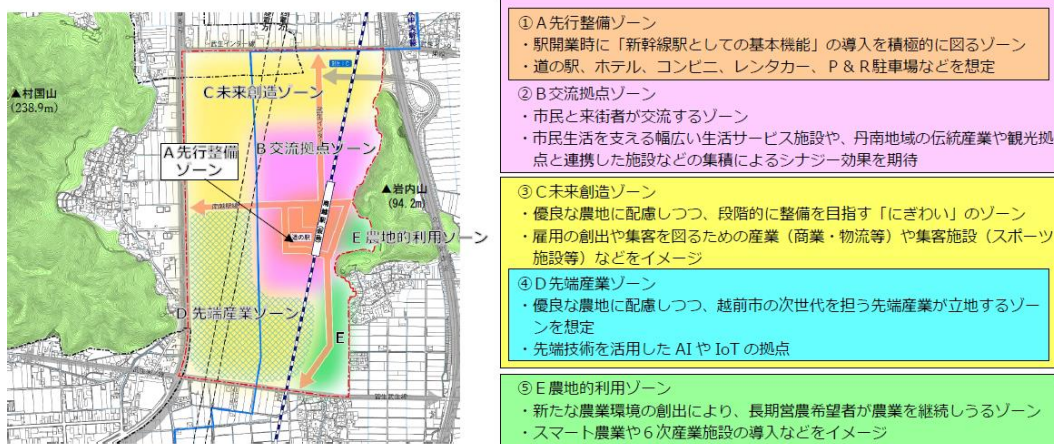 ▲村国山
(238.9m)
C未来創造ゾーン
A先行整備
ゾーン
B交流拠点ゾーン
▲岩内山
(94.2m)
道の駅
E農地的利用ゾーン
D先端産業ゾーン
E
①A先行整備ゾーン
・駅開業時に「新幹線駅としての基本機能」の導入を積極的に図るゾーン
・道の駅、ホテル、コンビニ、レンタカー、P&R駐車場などを想定
②B交流拠点ゾーン
・市民と来街者が交流するゾーン
・市民生活を支える幅広い生活サービス施設や、丹南地域の伝統産業や観光拠
点と連携した施設などの集積によるシナジー効果を期待
③C未来創造ゾーン
・優良な農地に配慮しつつ、段階的に整備を目指す「にぎわい」のゾーン
・雇用の創出や集客を図るための産業（商業・物流等）や集客施設（スポーツ
施設等）などをイメージ
④D先端産業ゾーン
・優良な農地に配慮しつつ、越前市の次世代を担う先端産業が立地するゾー
ンを想定
・先端技術を活用した AI や IoT の拠点
⑤E農地的利用ゾーン
・新たな農業環境の創出により、長期営農希望者が農業を継続しうるゾーン
・スマート農業や６次産業施設の導入などをイメージ